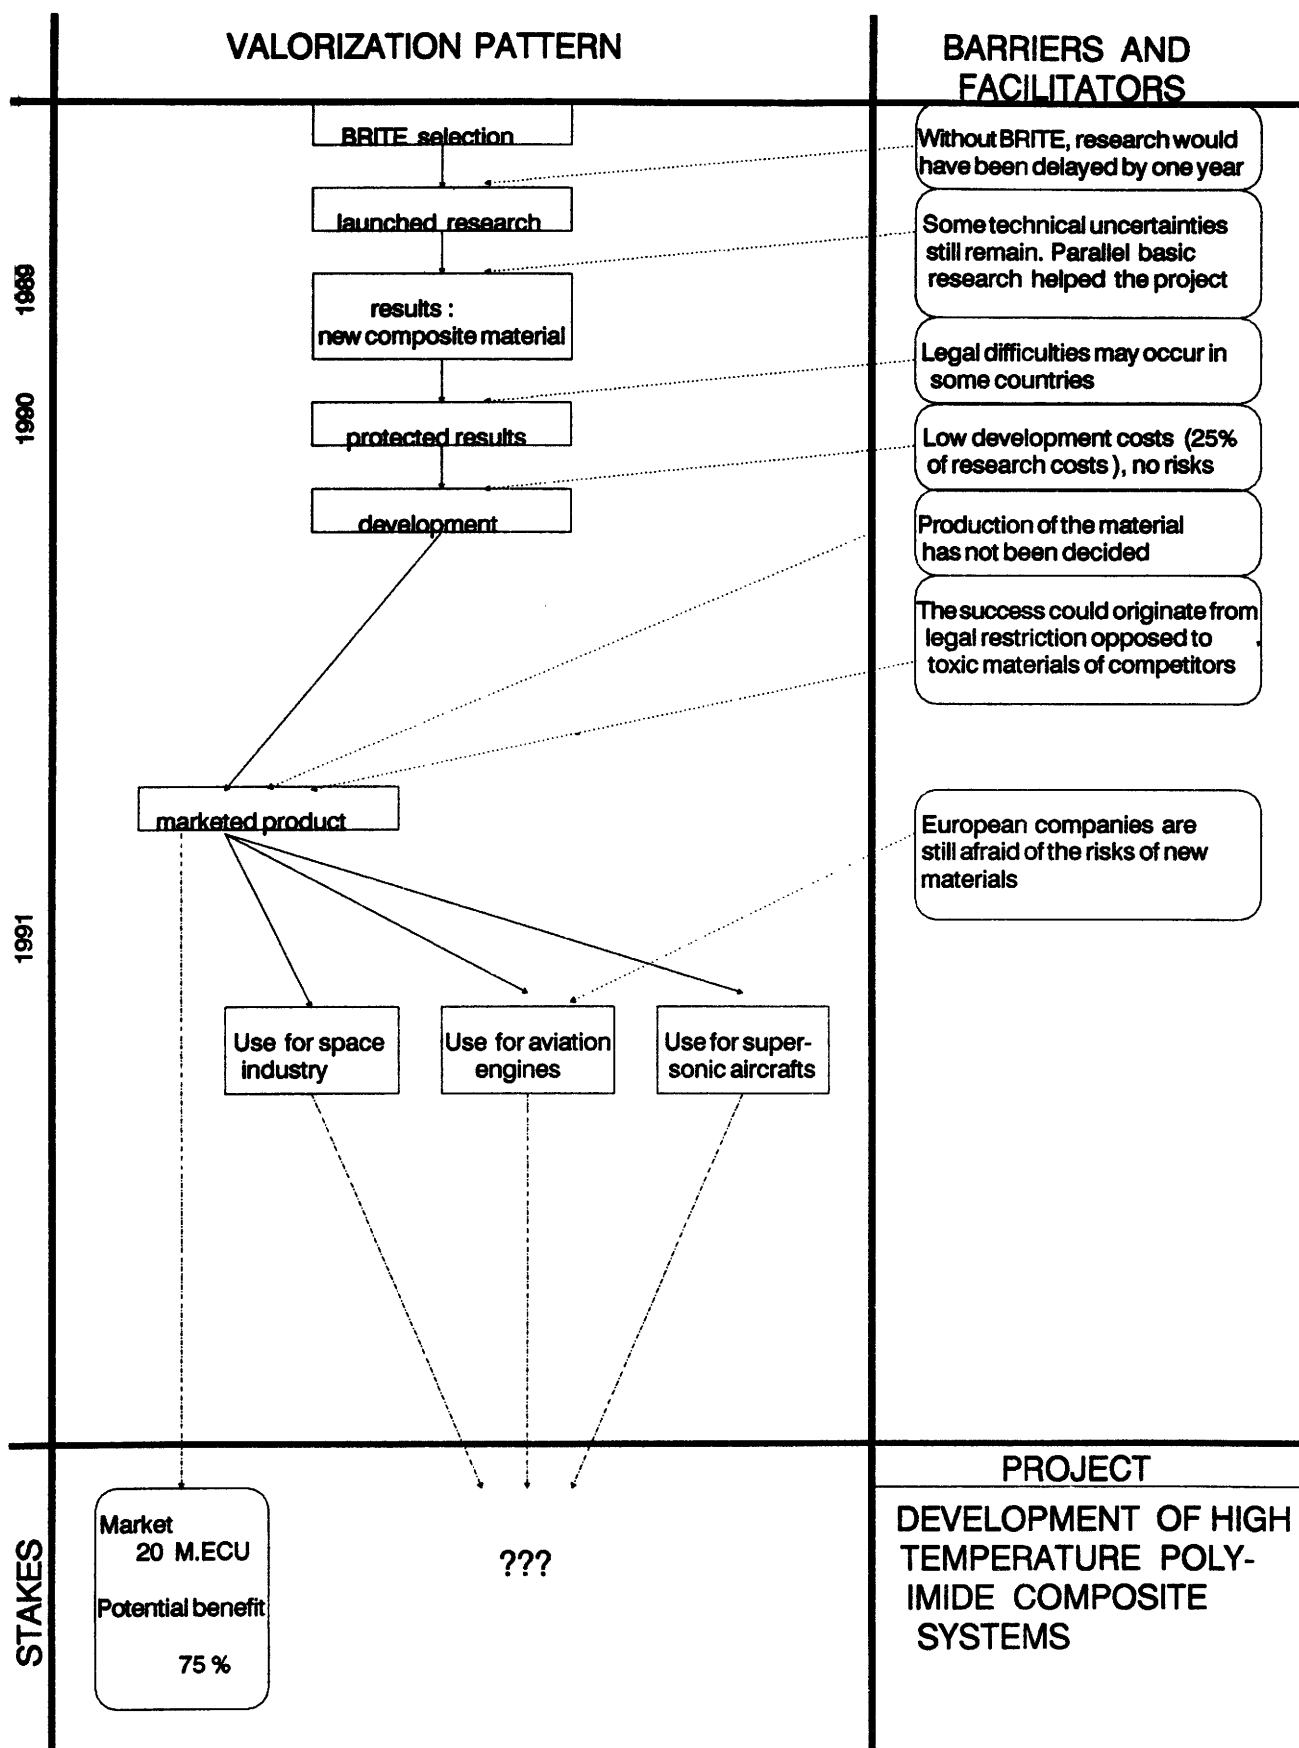 VALORIZATION PATTERN
BARRIERS AND
FACILITATORS
BRITE selection
launched research
results :
new composite material
protected results
development
marketed product
Use for space
industry
Use for aviation
engines
Use for super-
sonic aircrafts
1989
1990
1991
Without BRITE, research would
have been delayed by one year
Some technical uncertainties
still remain. Parallel basic
research helped the project
Legal difficulties may occur in
some countries
Low development costs (25%
of research costs), no risks
Production of the material
has not been decided
The success could originate from
legal restriction opposed to
toxic materials of competitors
European companies are
still afraid of the risks of new
materials
STAKES
Market
20 M.ECU
Potential benefit
75 %
???
PROJECT
DEVELOPMENT OF HIGH
TEMPERATURE POLY-
IMIDE COMPOSITE
SYSTEMS